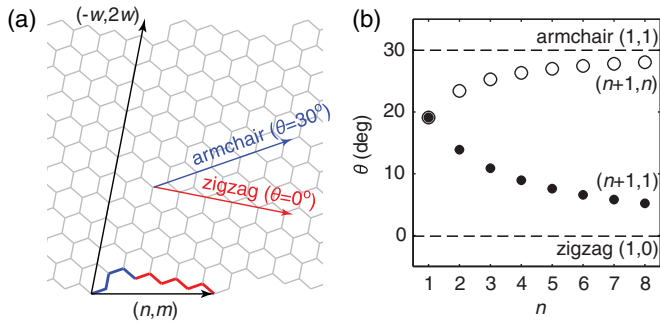 (a)
(-w,2w)
armchair (θ=30°)
zigzag (θ=0°)
(n,m)
(b)
30
20
10
0
θ (deg)
armchair (1,1)
(n+1,n)
(n+1,1)
zigzag (1,0)
1 2 3 4 5 6 7 8
n